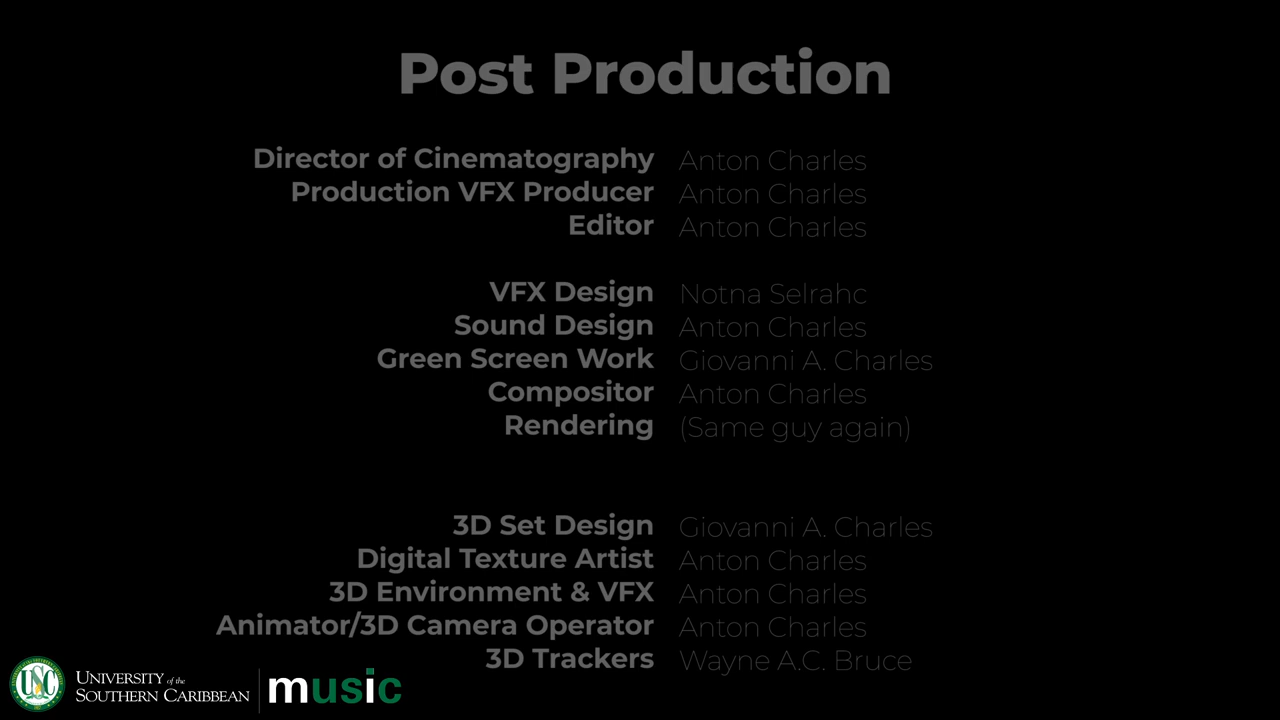 Post Production
Director of Cinematography Anton Charles
Production VFX Producer Anton Charles
Editor Anton Charles
VFX Design Notna Selrahc
Sound Design Anton Charles
Green Screen Work Giovanni A. Charles
Compositor Anton Charles
Rendering (Same guy again)
3D Set Design Giovanni A. Charles
Digital Texture Artist Anton Charles
3D Environment & VFX Anton Charles
Animator/3D Camera Operator Anton Charles
3D Trackers Wayne A.C. Bruce
USC
UNIVERSITY of the
SOUTHERN CARIBBEAN
music